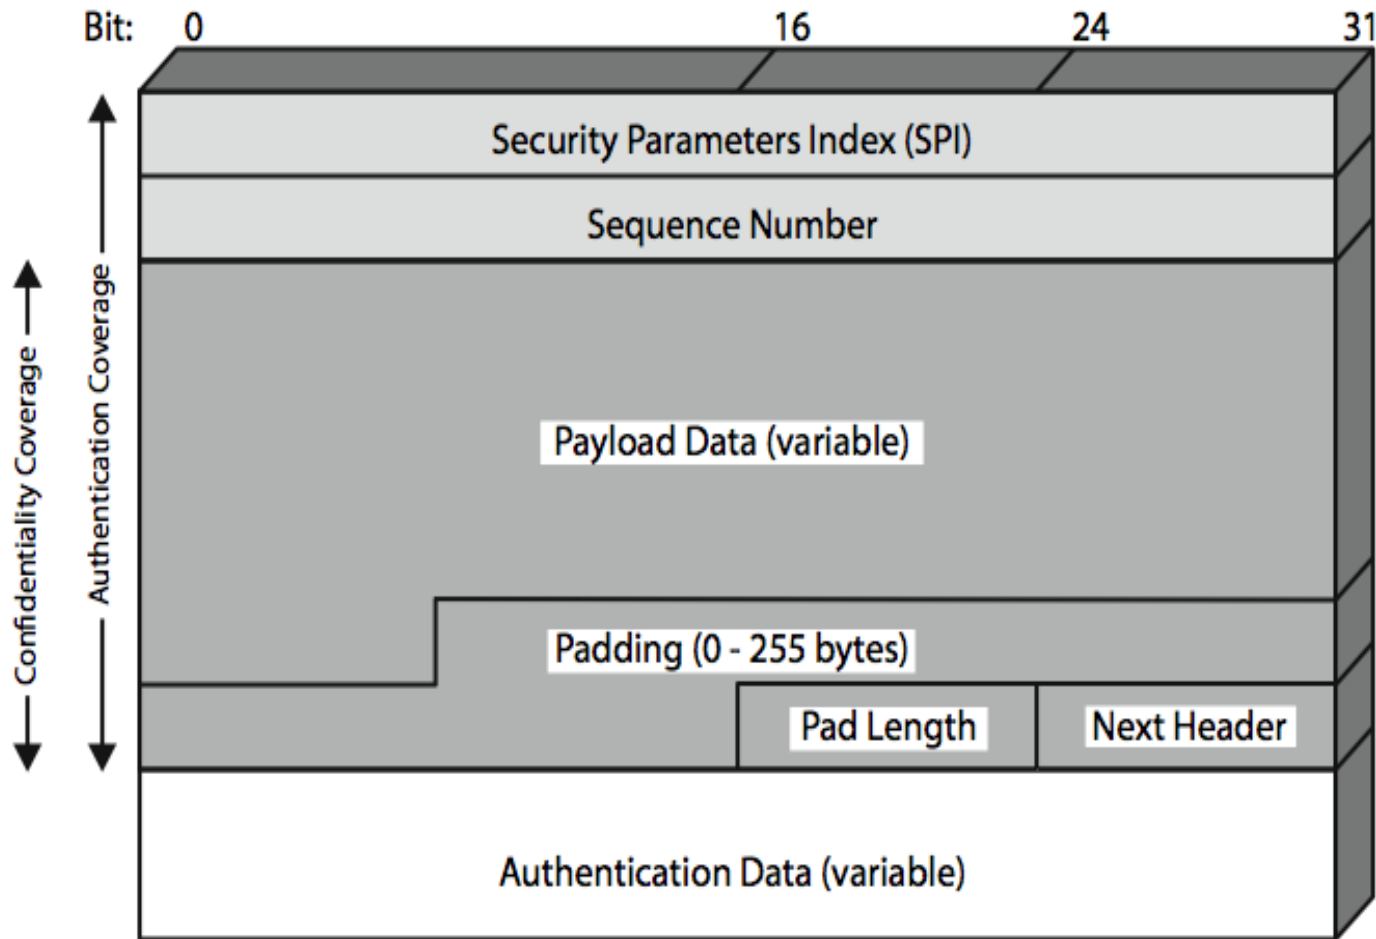 Bit: 0 16 24 31
Security Parameters Index (SPI)
Sequence Number
Confidentiality Coverage
Authentication Coverage
Payload Data (variable)
Padding (0 - 255 bytes)
Pad Length Next Header
Authentication Data (variable)